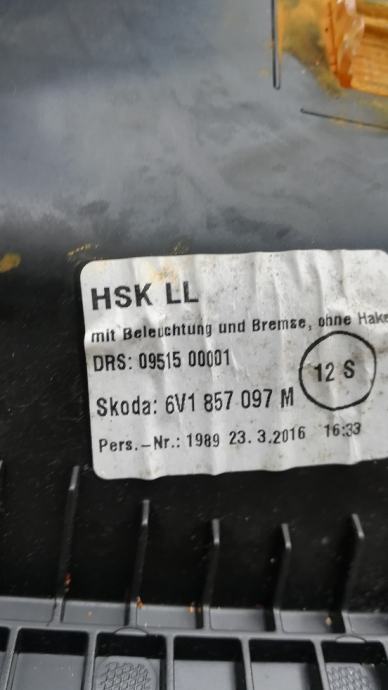 HSK LL
mit Beleuchtung und Bremse, ohne Hake
DRS: 09515 00001
12 S
Skoda: 6V1 857 097 M
Pers.-Nr.: 1989 23. 3.2016 16:33